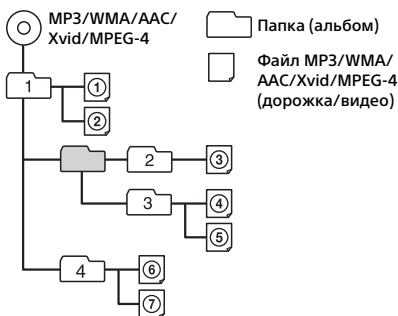 MP3/WMA/AAC/
Xvid/MPEG-4
Папка (альбом)
Файл MP3/WMA/
AAC/Xvid/MPEG-4
(дорожка/видео)
1
①
②
2
③
3
④
⑤
4
⑥
⑦